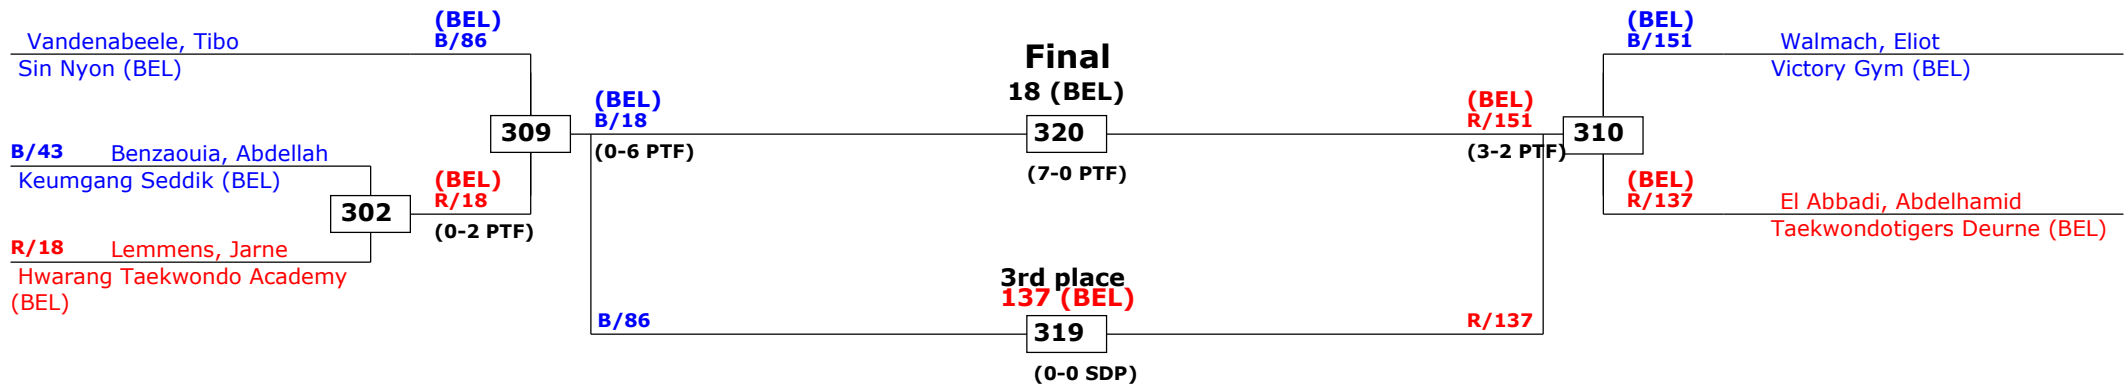 (BEL)
B/86
Vandenabeele, Tibo
Sin Nyon (BEL)
B/43 Benzaouia, Abdellah
Keumgang Seddik (BEL)
302
R/18 Lemmens, Jarne
Hwarang Taekwondo Academy
(BEL)
(BEL)
R/18
(0-2 PTF)
309
(BEL)
B/18
(0-6 PTF)
Final
18 (BEL)
320
(7-0 PTF)
3rd place
137 (BEL)
B/86
319
R/137
(0-0 SDP)
(BEL)
R/151
(3-2 PTF)
310
(BEL)
B/151
Walmach, Eliot
Victory Gym (BEL)
(BEL)
R/137
El Abbadi, Abdelhamid
Taekwondotigers Deurne (BEL)